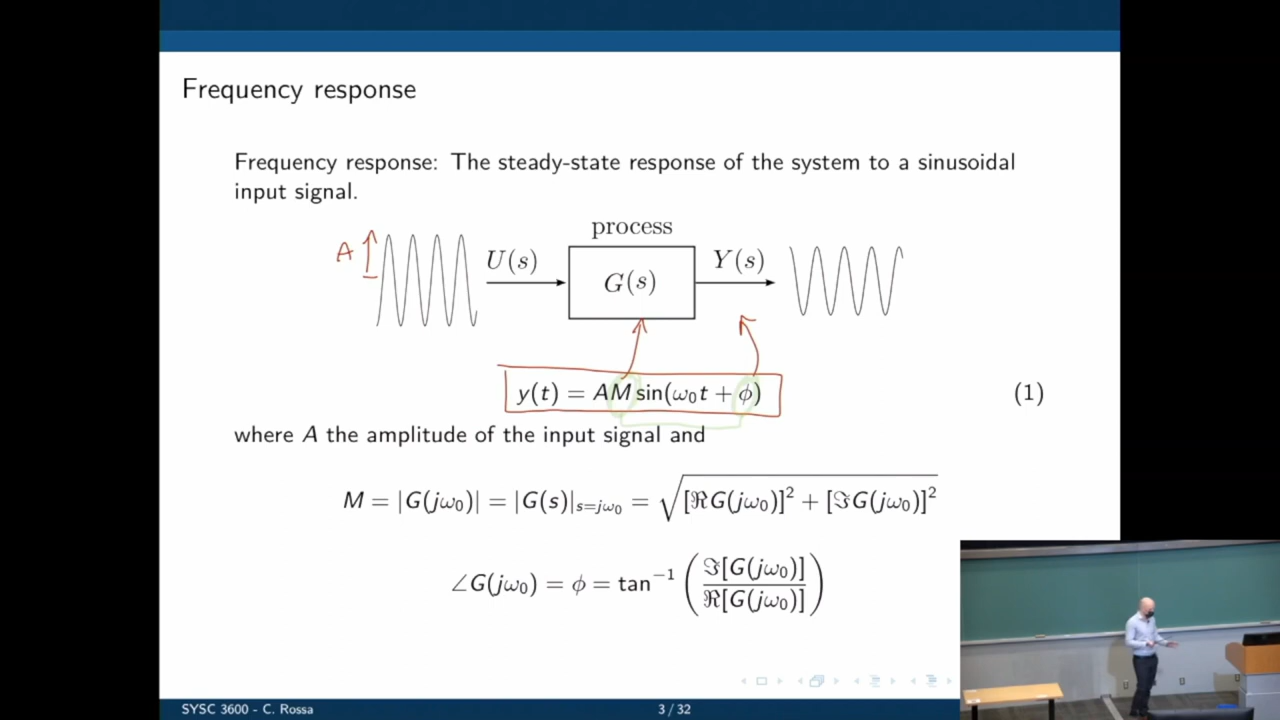 Frequency response
Frequency response: The steady-state response of the system to a sinusoidal
input signal.
process
A
U(s)
G(s)
Y(s)
y(t) = AM sin(ω₀t + ϕ)
(1)
where A the amplitude of the input signal and
M = |G(jω₀)| = |G(s)|ₛ₌ⱼω₀ = √([ℜG(jω₀)]² + [ℑG(jω₀)]²)
∠G(jω₀) = ϕ = tan⁻¹(ℑ[G(jω₀)] / ℜ[G(jω₀)])
SYSC 3600 - C. Rossa
3 / 32